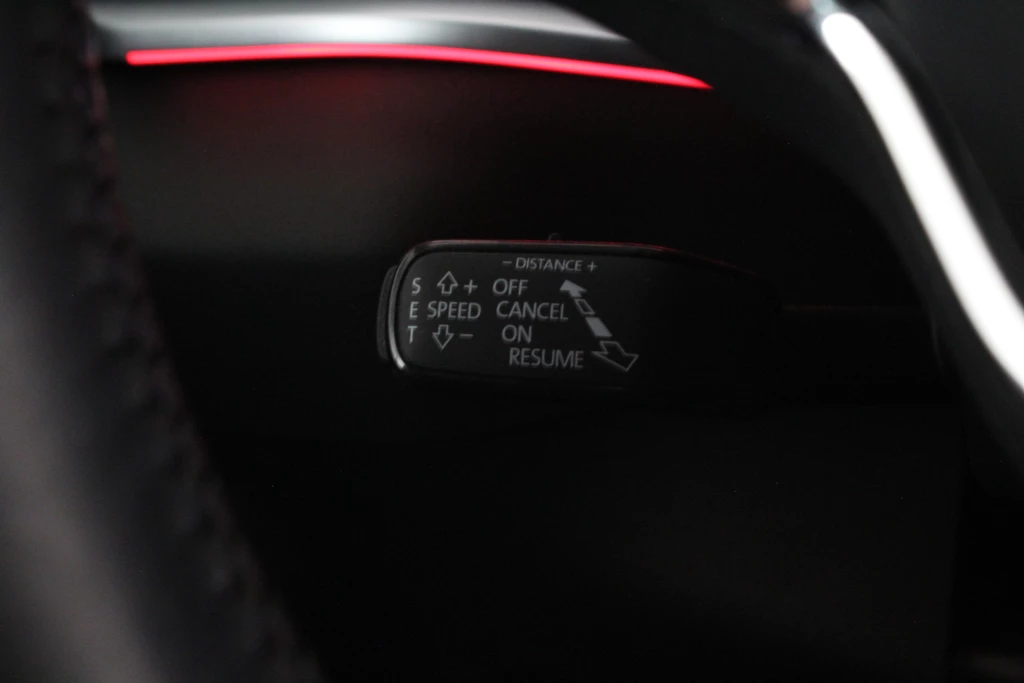 − DISTANCE +
S ⇧ + OFF
E SPEED CANCEL
T ⇩ − ON
RESUME